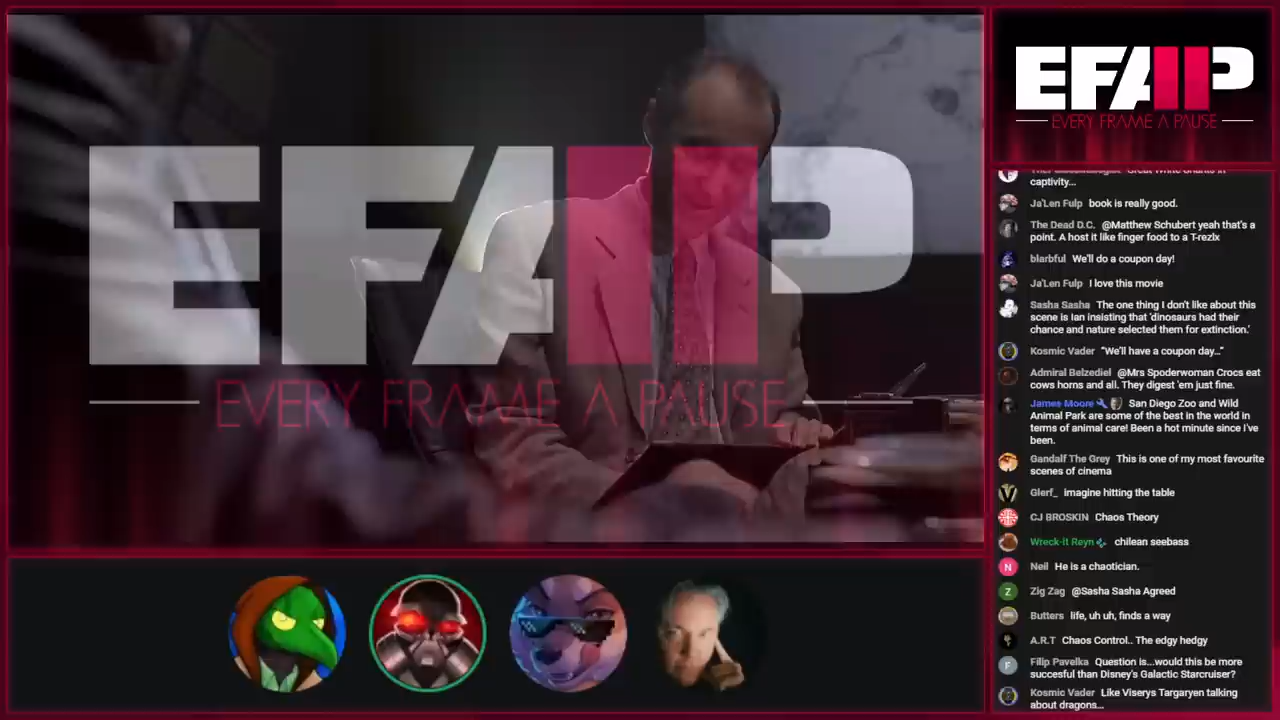 EFAP
EVERY FRAME A PAUSE
EFAP
EVERY FRAME A PAUSE
captivity...
Ja'Len Fulp book is really good.
The Dead D.C. @Matthew Schubert yeah that's a
point. A host it like finger food to a T-rezlx
blarbful We'll do a coupon day!
Ja'Len Fulp I love this movie
Sasha Sasha The one thing I don't like about this
scene is Ian insisting that 'dinosaurs had their
chance and nature selected them for extinction.'
Kosmic Vader “We'll have a coupon day...”
Admiral Belzediel @Mrs Spoderwoman Crocs eat
cows horns and all. They digest 'em just fine.
James Moore San Diego Zoo and Wild
Animal Park are some of the best in the world in
terms of animal care! Been a hot minute since I've
been.
Gandalf The Grey This is one of my most favourite
scenes of cinema
Glerf_ imagine hitting the table
CJ BROSKIN Chaos Theory
Wreck-It Reyn chilean seebass
N Neil He is a chaotician.
Z Zig Zag @Sasha Sasha Agreed
Butters life, uh uh, finds a way
A.R.T Chaos Control.. The edgy hedgy
F Filip Pavelka Question is...would this be more
succesful than Disney's Galactic Starcruiser?
Kosmic Vader Like Viserys Targaryen talking
about dragons...